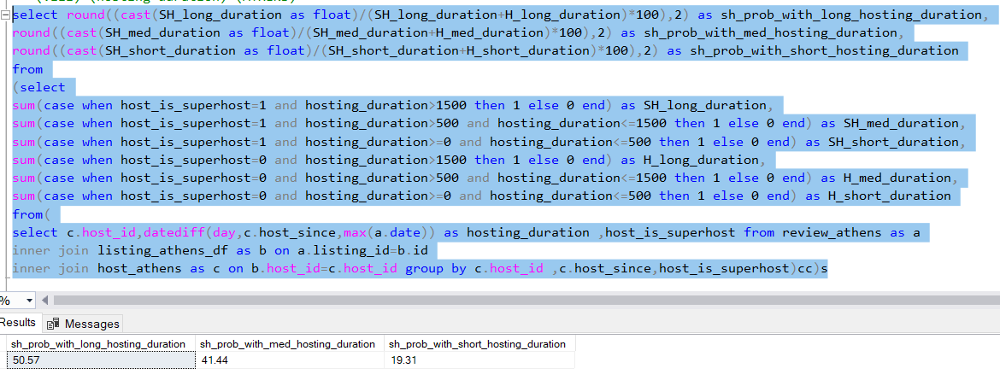 select round((cast(SH_long_duration as float)/(SH_long_duration+H_long_duration)*100),2) as sh_prob_with_long_hosting_duration,
round((cast(SH_med_duration as float)/(SH_med_duration+H_med_duration)*100),2) as sh_prob_with_med_hosting_duration,
round((cast(SH_short_duration as float)/(SH_short_duration+H_short_duration)*100),2) as sh_prob_with_short_hosting_duration
from
(select
sum(case when host_is_superhost=1 and hosting_duration>1500 then 1 else 0 end) as SH_long_duration,
sum(case when host_is_superhost=1 and hosting_duration>500 and hosting_duration<=1500 then 1 else 0 end) as SH_med_duration,
sum(case when host_is_superhost=1 and hosting_duration>=0 and hosting_duration<=500 then 1 else 0 end) as SH_short_duration,
sum(case when host_is_superhost=0 and hosting_duration>1500 then 1 else 0 end) as H_long_duration,
sum(case when host_is_superhost=0 and hosting_duration>500 and hosting_duration<=1500 then 1 else 0 end) as H_med_duration,
sum(case when host_is_superhost=0 and hosting_duration>=0 and hosting_duration<=500 then 1 else 0 end) as H_short_duration
from(
select c.host_id,datediff(day,c.host_since,max(a.date)) as hosting_duration ,host_is_superhost from review_athens as a
inner join listing_athens_df as b on a.listing_id=b.id
inner join host_athens as c on b.host_id=c.host_id group by c.host_id ,c.host_since,host_is_superhost)cc)s
%
Results Messages
sh_prob_with_long_hosting_duration sh_prob_with_med_hosting_duration sh_prob_with_short_hosting_duration
50.57 41.44 19.31